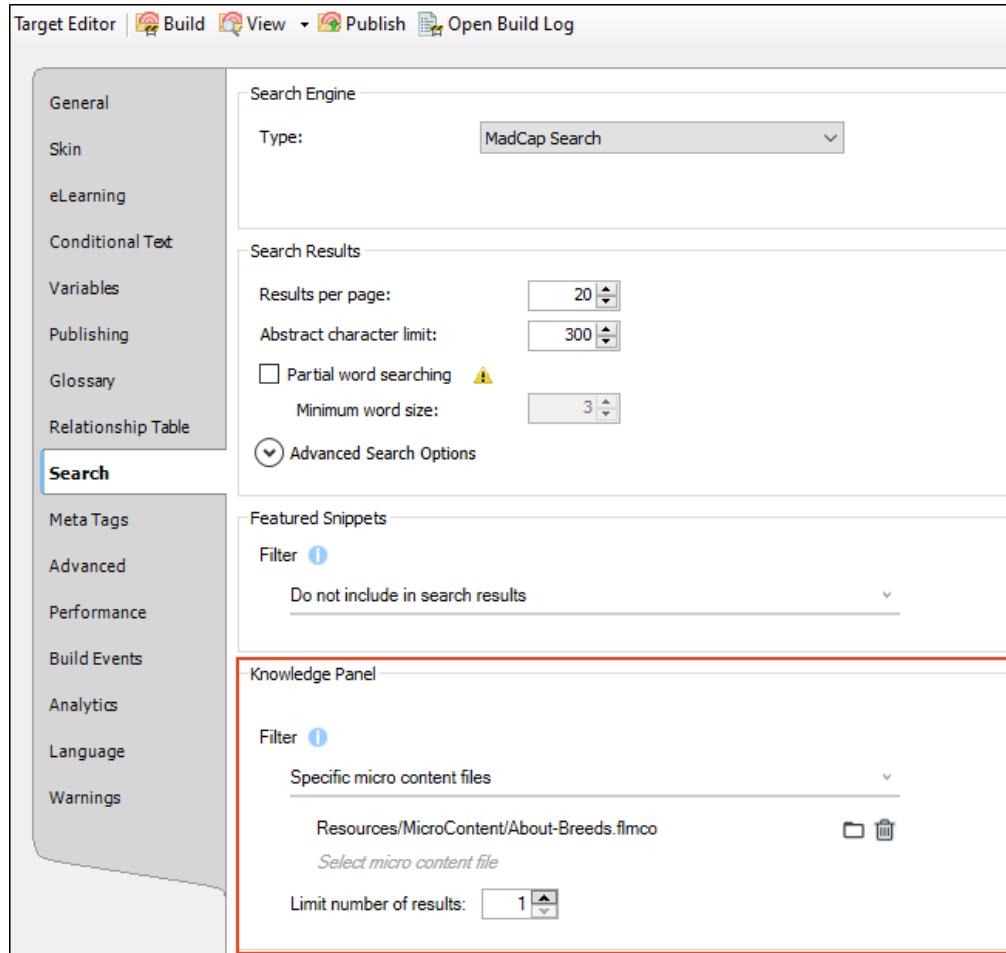 Target Editor Build View Publish Open Build Log
General
Skin
eLearning
Conditional Text
Variables
Publishing
Glossary
Relationship Table
Search
Meta Tags
Advanced
Performance
Build Events
Analytics
Language
Warnings
Search Engine
Type: MadCap Search
Search Results
Results per page: 20
Abstract character limit: 300
Partial word searching
Minimum word size: 3
Advanced Search Options
Featured Snippets
Filter
Do not include in search results
Knowledge Panel
Filter
Specific micro content files
Resources/MicroContent/About-Breeds.flmco
Select micro content file
Limit number of results: 1